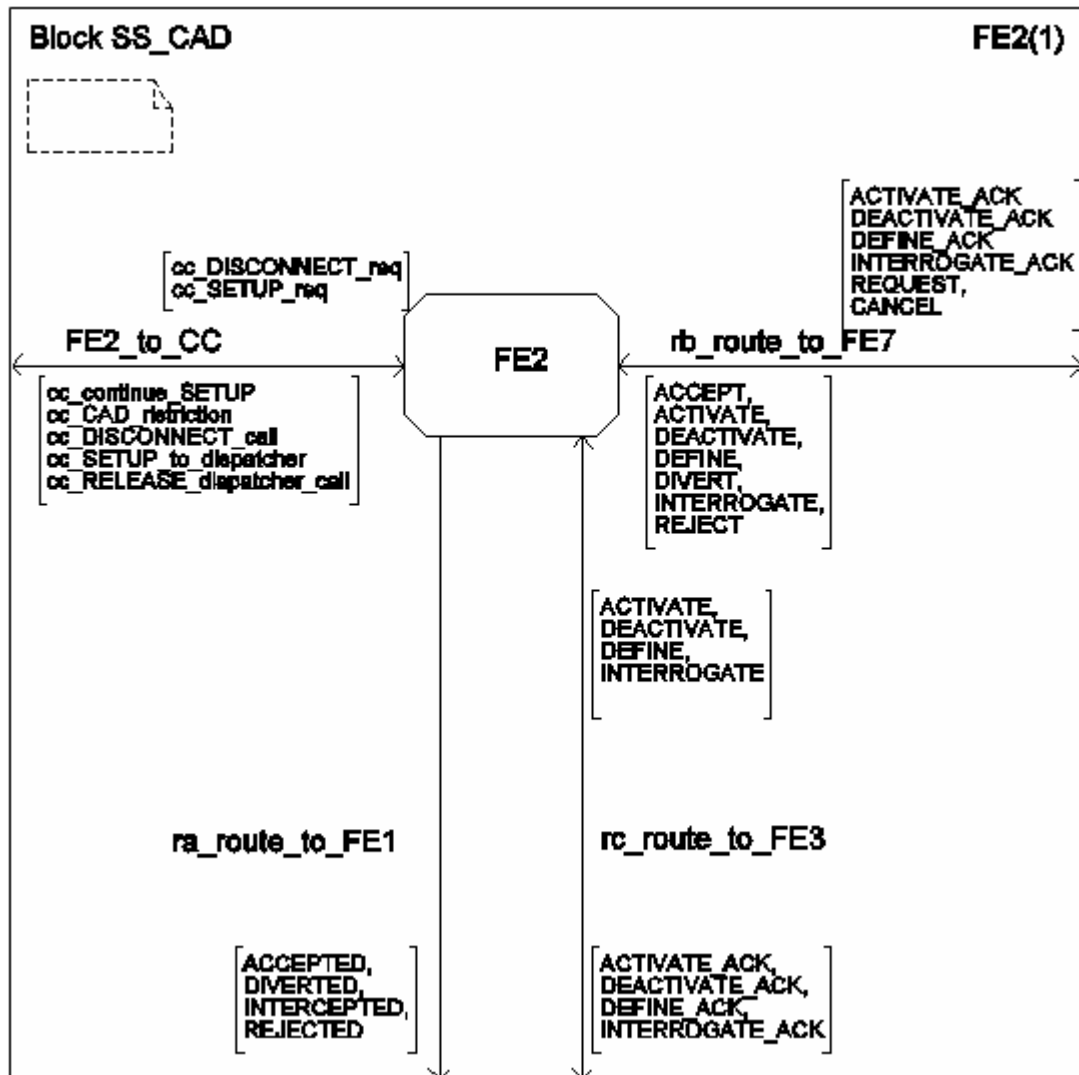 Block SS_CAD
FE2(1)
ACTIVATE_ACK
DEACTIVATE_ACK
DEFINE_ACK
INTERROGATE_ACK
REQUEST,
CANCEL
cc_DISCONNECT_req
cc_SETUP_req
FE2_to_CC
FE2
rb_route_to_FE7
cc_continue_SETUP
cc_CAD_ristriction
cc_DISCONNECT_call
cc_SETUP_to_dispatcher
cc_RELEASE_dispatcher_call
ACCEPT,
ACTIVATE,
DEACTIVATE,
DEFINE,
DIVERT,
INTERROGATE,
REJECT
ACTIVATE,
DEACTIVATE,
DEFINE,
INTERROGATE
ra_route_to_FE1
rc_route_to_FE3
ACCEPTED,
DIVERTED,
INTERCEPTED,
REJECTED
ACTIVATE_ACK,
DEACTIVATE_ACK,
DEFINE_ACK,
INTERROGATE_ACK